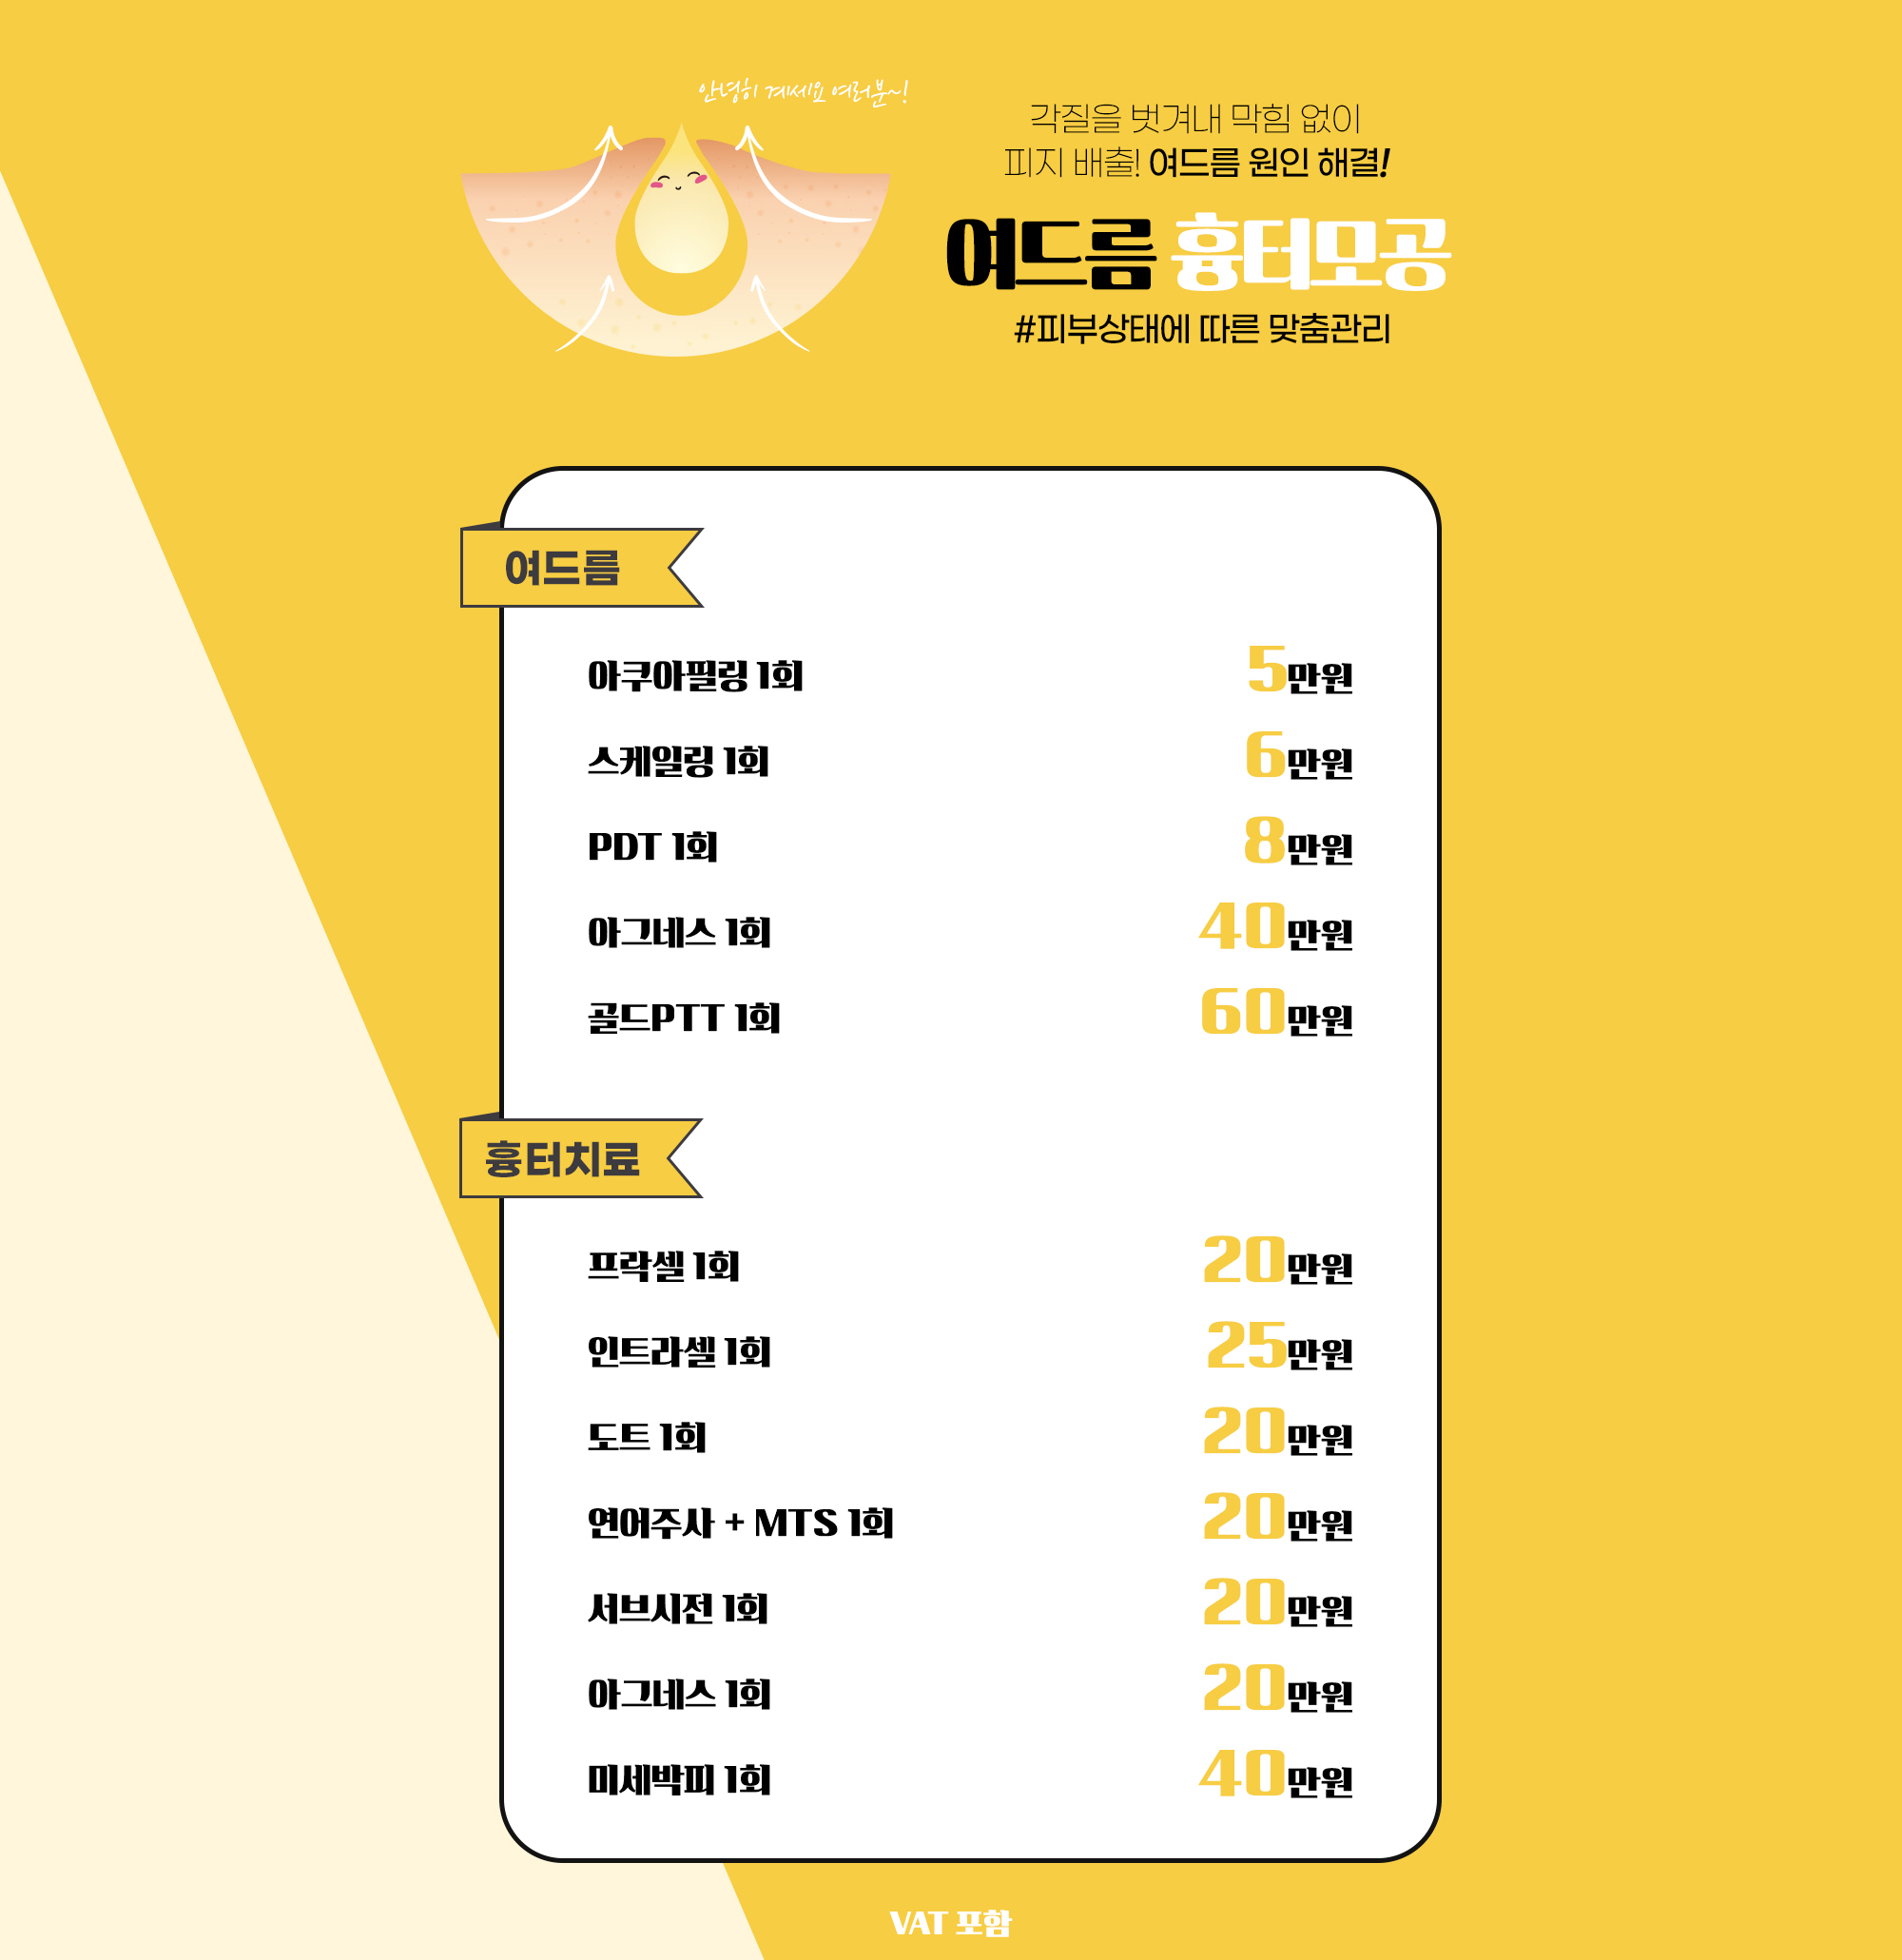 안녕히 계세요 여러분~!
각질을 벗겨내 막힘 없이
피지 배출! 여드름 원인 해결!
여드름 흉터모공
#피부상태에 따른 맞춤관리
여드름
아쿠아필링 1회 5만원
스케일링 1회 6만원
PDT 1회 8만원
아그네스 1회 40만원
골드PTT 1회 60만원
흉터치료
프락셀 1회 20만원
인트라셀 1회 25만원
도트 1회 20만원
연어주사 + MTS 1회 20만원
서브시전 1회 20만원
아그네스 1회 20만원
미세박피 1회 40만원
VAT 포함